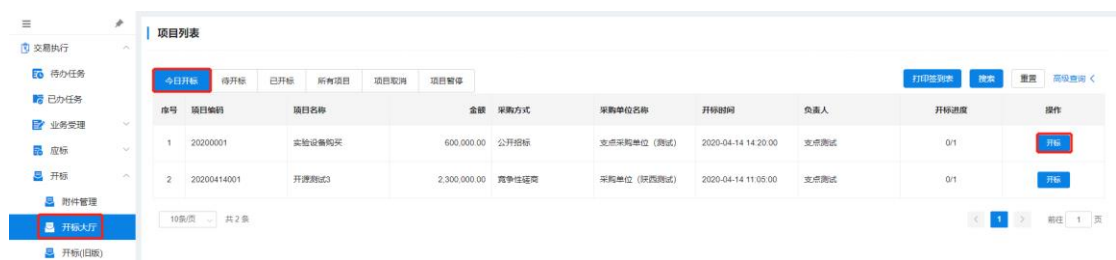 项目列表
交易执行
待办任务
已办任务
业务受理
应标
开标
附件管理
开标大厅
开标(旧版)
今日开标 待开标 已开标 所有项目 项目取消 项目暂停
打印签到表 搜索 重置 高级查询
序号 项目编码 项目名称 金额 采购方式 采购单位名称 开标时间 负责人 开标进度 操作
1 20200001 实验设备购买 600,000.00 公开招标 支点采购单位（测试） 2020-04-14 14:20:00 支点测试 0/1 开标
2 20200414001 开源测试3 2,300,000.00 竞争性磋商 采购单位（陕西测试） 2020-04-14 11:05:00 支点测试 0/1 开标
10条/页 共 2 条
1 前往 1 页